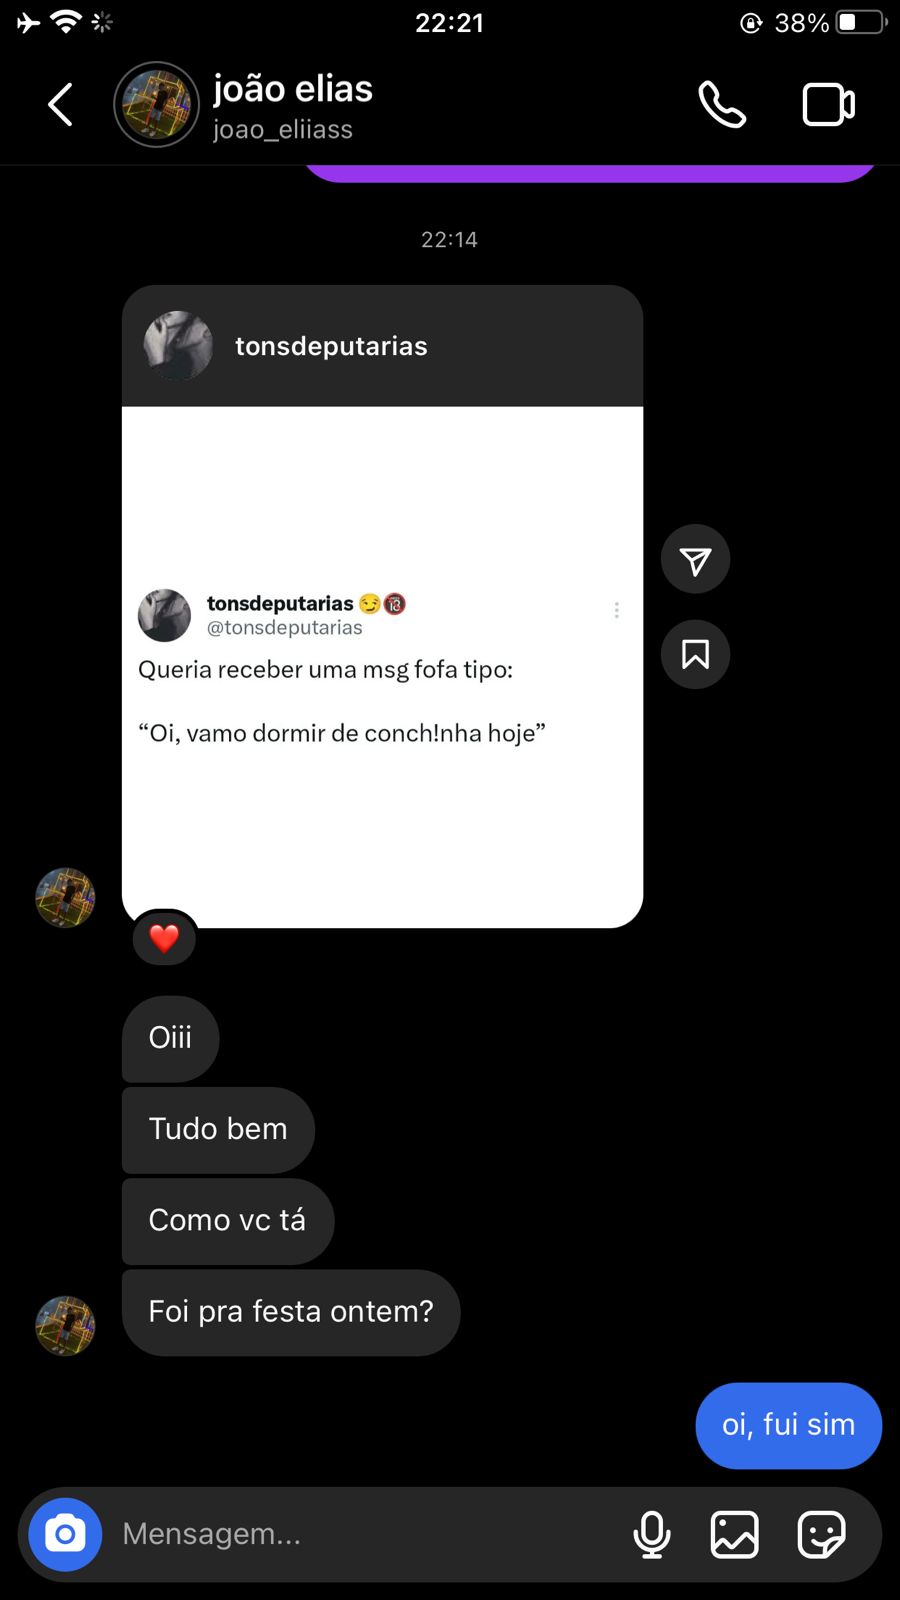 22:21
38%
joão elias
joao_eliiass
22:14
tonsdeputarias
tonsdeputarias 😏🔞
@tonsdeputarias
Queria receber uma msg fofa tipo:
“Oi, vamo dormir de conch!nha hoje”
❤️
Oiii
Tudo bem
Como vc tá
Foi pra festa ontem?
oi, fui sim
Mensagem...